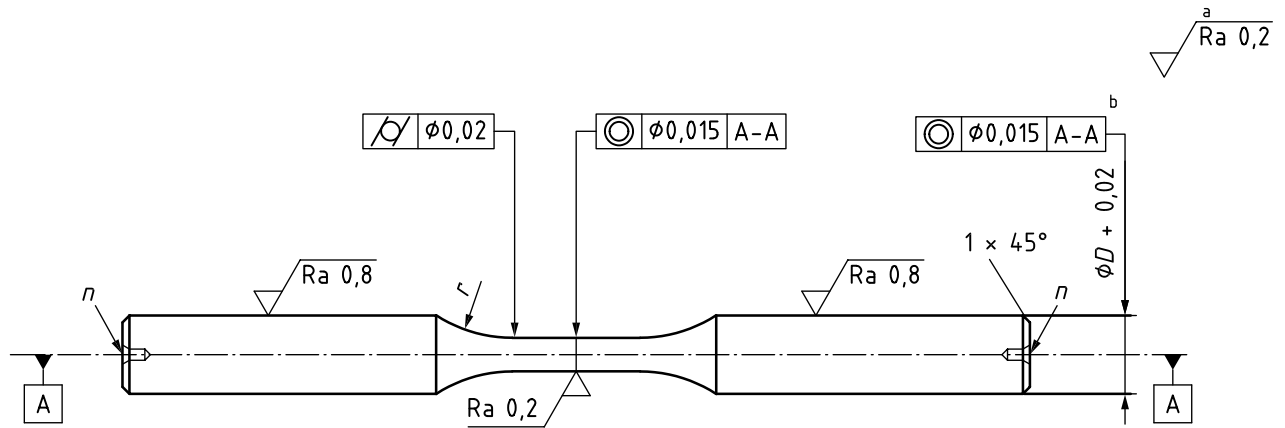 a
Ra 0,2
b
⌭ ϕ0,02
◎ ϕ0,015 A-A
◎ ϕ0,015 A-A
ϕD + 0,02
1 × 45°
Ra 0,8
r
Ra 0,8
n
n
A
Ra 0,2
A